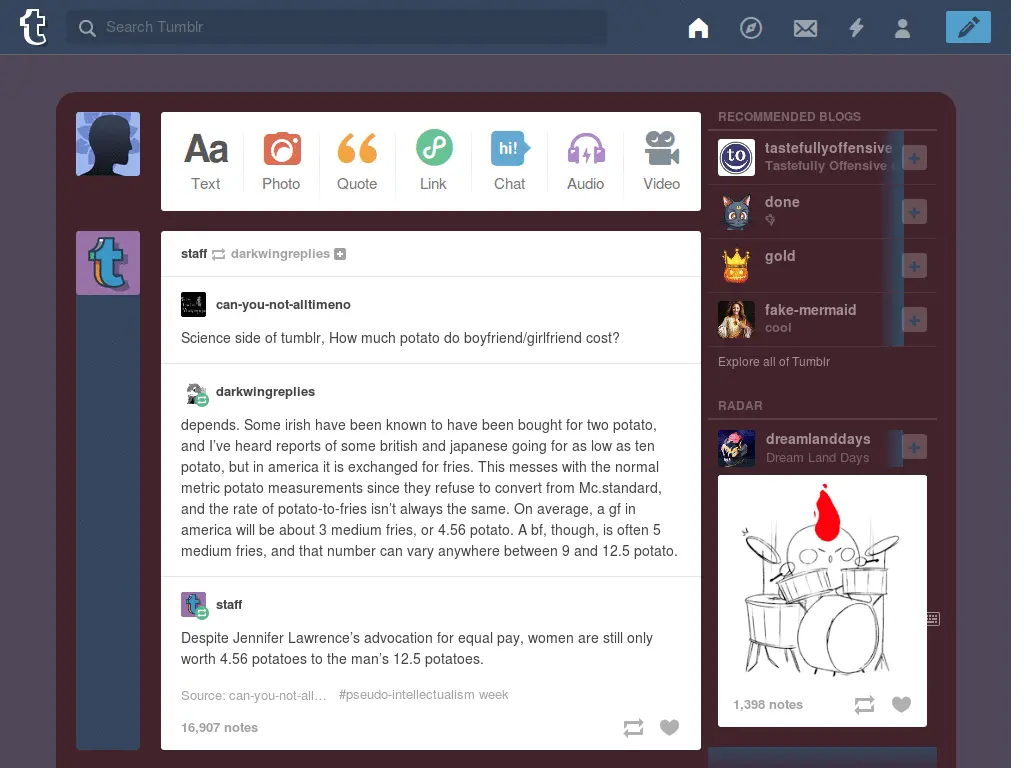 Search Tumblr
Aa
hi!
Text Photo Quote Link Chat Audio Video
staff darkwingreplies
can-you-not-alltimeno
Science side of tumblr, How much potato do boyfriend/girlfriend cost?
darkwingreplies
depends. Some irish have been known to have been bought for two potato,
and I've heard reports of some british and japanese going for as low as ten
potato, but in america it is exchanged for fries. This messes with the normal
metric potato measurements since they refuse to convert from Mc.standard,
and the rate of potato-to-fries isn't always the same. On average, a gf in
america will be about 3 medium fries, or 4.56 potato. A bf, though, is often 5
medium fries, and that number can vary anywhere between 9 and 12.5 potato.
staff
Despite Jennifer Lawrence's advocation for equal pay, women are still only
worth 4.56 potatoes to the man's 12.5 potatoes.
Source: can-you-not-all… #pseudo-intellectualism week
16,907 notes
RECOMMENDED BLOGS
to
tastefullyoffensive
Tastefully Offensive
done
gold
fake-mermaid
cool
Explore all of Tumblr
RADAR
dreamlanddays
Dream Land Days
1,398 notes